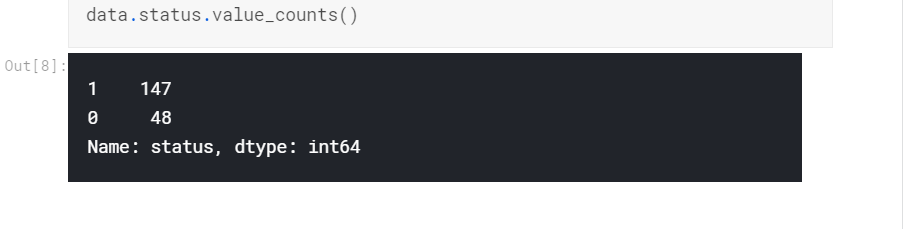 data.status.value_counts()
Out[8]:
1    147
0     48
Name: status, dtype: int64